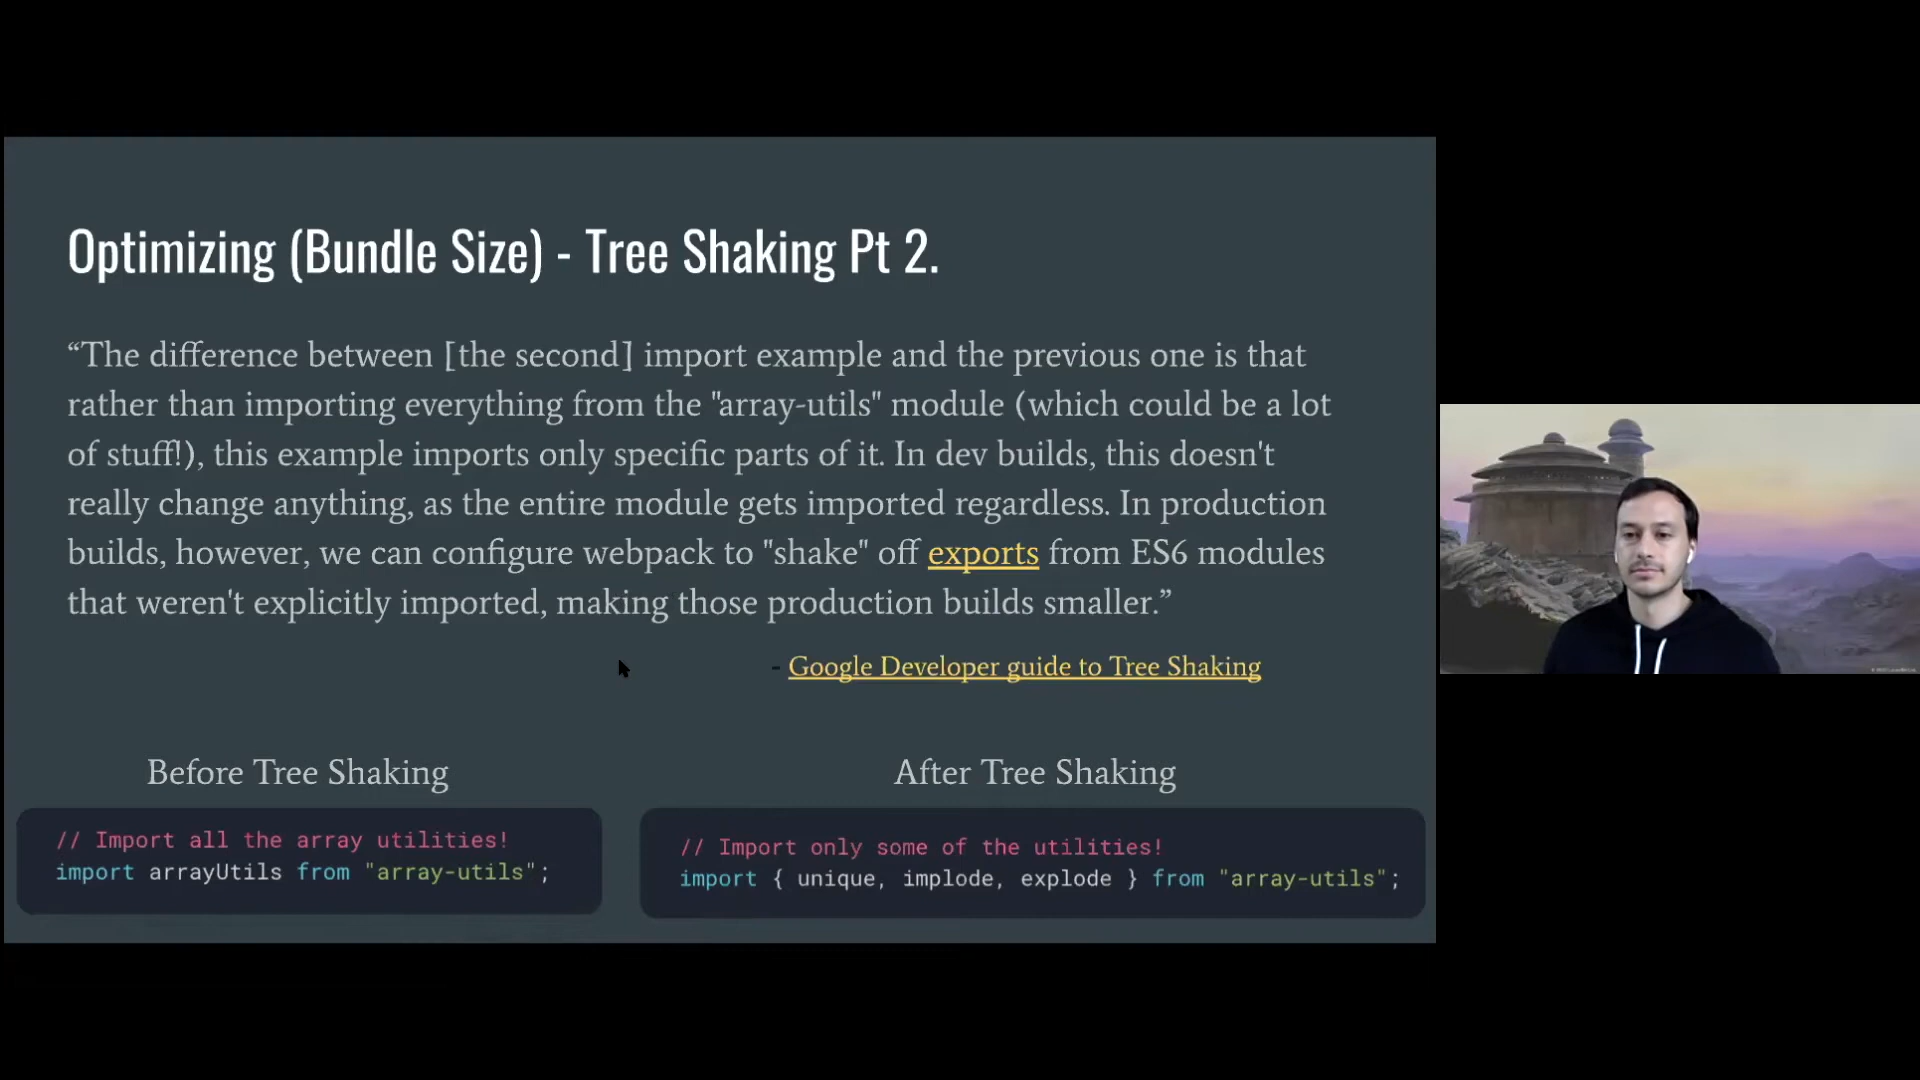 Optimizing (Bundle Size) - Tree Shaking Pt 2.
“The difference between [the second] import example and the previous one is that
rather than importing everything from the "array-utils" module (which could be a lot
of stuff!), this example imports only specific parts of it. In dev builds, this doesn't
really change anything, as the entire module gets imported regardless. In production
builds, however, we can configure webpack to "shake" off exports from ES6 modules
that weren't explicitly imported, making those production builds smaller.”
- Google Developer guide to Tree Shaking
Before Tree Shaking
// Import all the array utilities!
import arrayUtils from "array-utils";
After Tree Shaking
// Import only some of the utilities!
import { unique, implode, explode } from "array-utils";